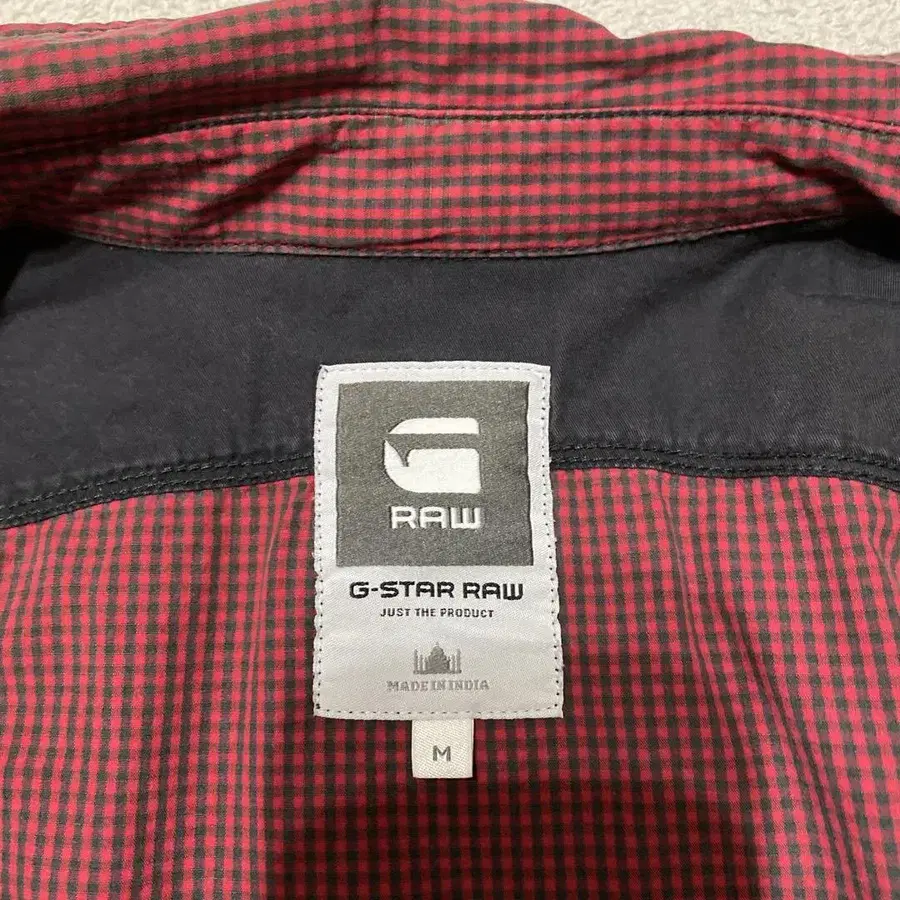 RAW
G-STAR RAW
JUST THE PRODUCT
MADE IN INDIA
M